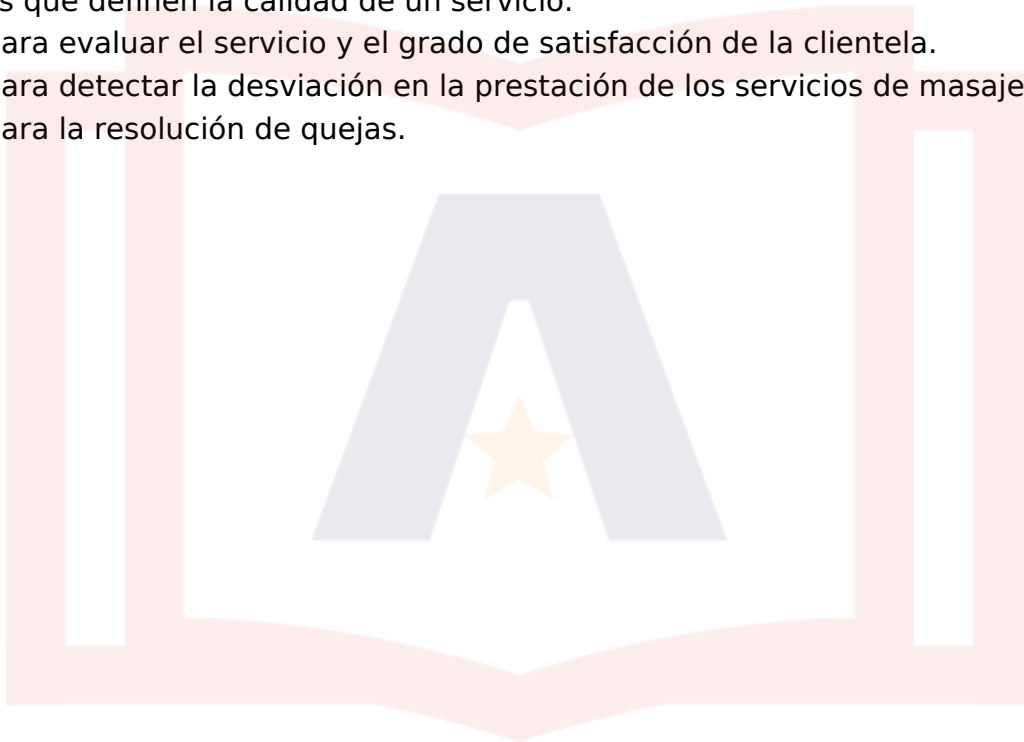 s que definen la calidad de un servicio.
ara evaluar el servicio y el grado de satisfacción de la clientela.
ara detectar la desviación en la prestación de los servicios de masaje
ara la resolución de quejas.